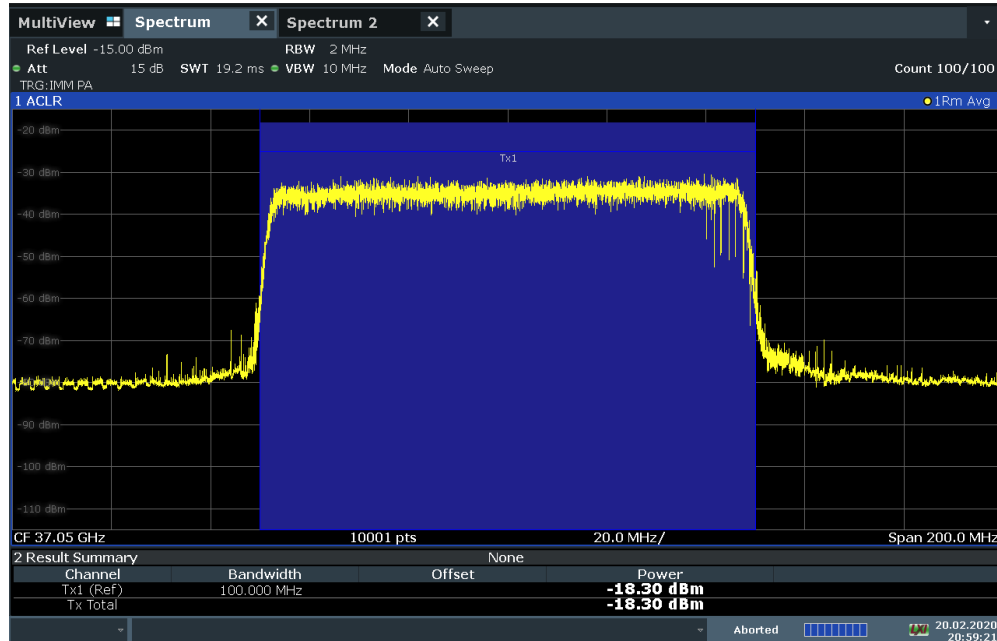 MultiView Spectrum X Spectrum 2 X
Ref Level -15.00 dBm RBW 2 MHz
Att 15 dB SWT 19.2 ms VBW 10 MHz Mode Auto Sweep Count 100/100
TRG:IMM PA
1 ACLR 1Rm Avg
-20 dBm
Tx1
-30 dBm
-40 dBm
-50 dBm
-60 dBm
-70 dBm
-90 dBm
-100 dBm
-110 dBm
CF 37.05 GHz 10001 pts 20.0 MHz/ Span 200.0 MHz
2 Result Summary None
Channel Bandwidth Offset Power
Tx1 (Ref) 100.000 MHz -18.30 dBm
Tx Total -18.30 dBm
Aborted 20.02.2020
20:59:21